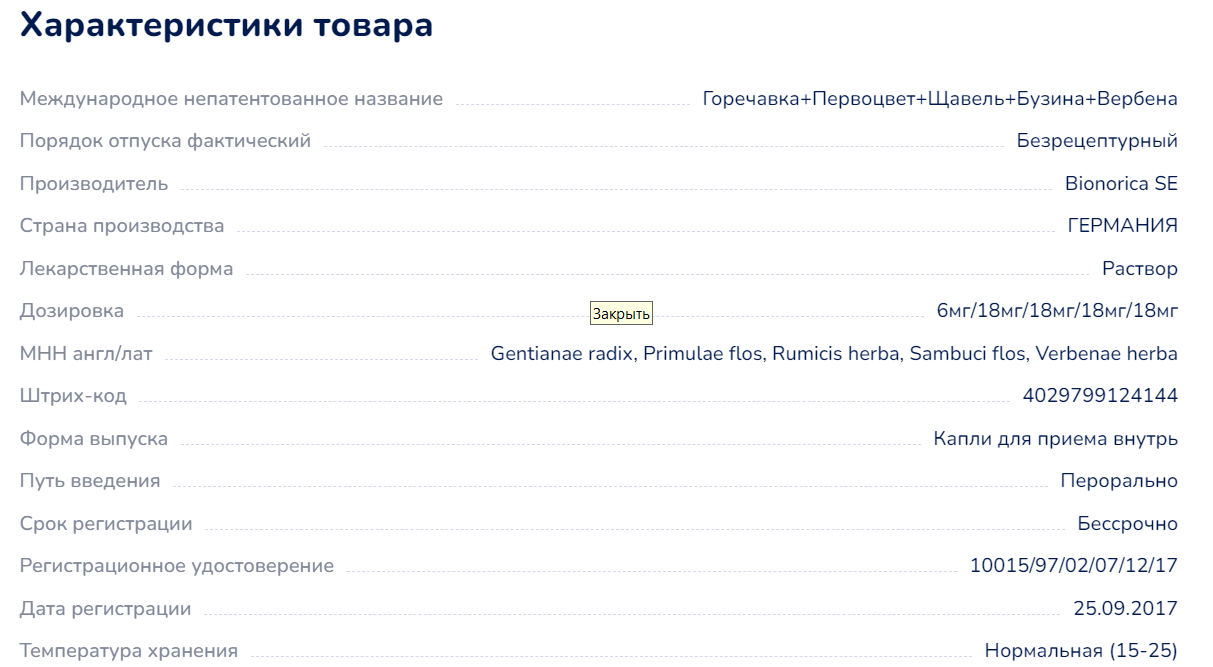 Характеристики товара
Международное непатентованное название Горечавка+Первоцвет+Щавель+Бузина+Вербена
Порядок отпуска фактический Безрецептурный
Производитель Bionorica SE
Страна производства ГЕРМАНИЯ
Лекарственная форма Раствор
Дозировка Закрыть 6мг/18мг/18мг/18мг/18мг
МНН англ/лат Gentianae radix, Primulae flos, Rumicis herba, Sambuci flos, Verbenae herba
Штрих-код 4029799124144
Форма выпуска Капли для приема внутрь
Путь введения Перорально
Срок регистрации Бессрочно
Регистрационное удостоверение 10015/97/02/07/12/17
Дата регистрации 25.09.2017
Температура хранения Нормальная (15-25)